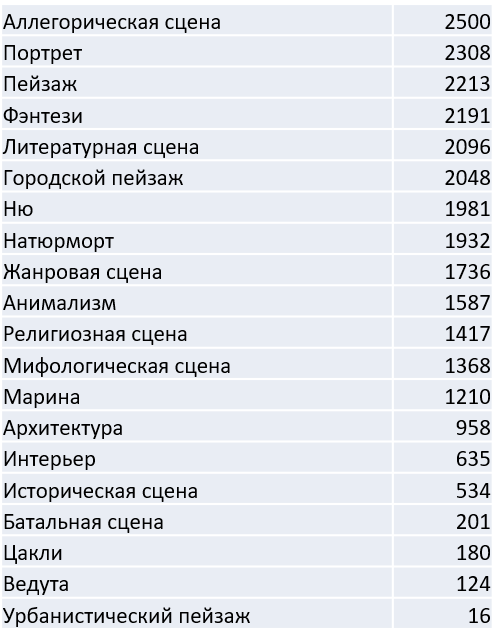 Аллегорическая сцена 2500
Портрет 2308
Пейзаж 2213
Фэнтези 2191
Литературная сцена 2096
Городской пейзаж 2048
Ню 1981
Натюрморт 1932
Жанровая сцена 1736
Анимализм 1587
Религиозная сцена 1417
Мифологическая сцена 1368
Марина 1210
Архитектура 958
Интерьер 635
Историческая сцена 534
Батальная сцена 201
Цакли 180
Ведута 124
Урбанистический пейзаж 16